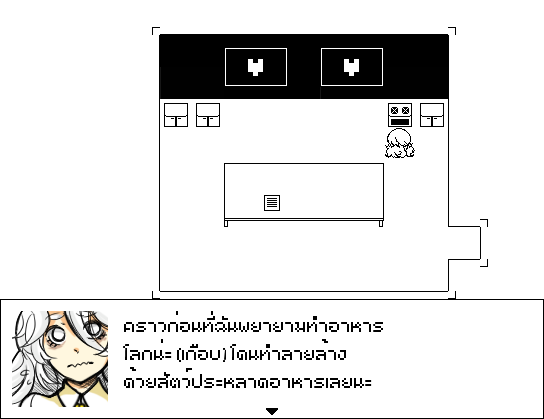 คราวก่อนที่ฉันพยายามทำอาหาร
โลกน่ะ (เกือบ) โดนทำลายล้าง
ด้วยสัตว์ประหลาดอาหารเลยนะ